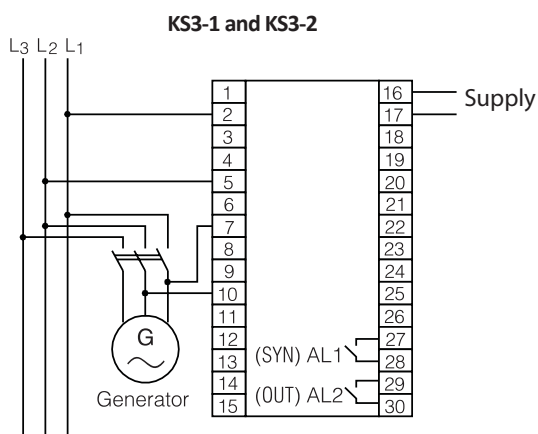 KS3-1 and KS3-2
L3 L2 L1
1 16 Supply
2 17
3 18
4 19
5 20
6 21
7 22
8 23
9 24
10 25
11 26
G
12 27
(SYN) AL1
13 28
14 29
(OUT) AL2
Generator
15 30